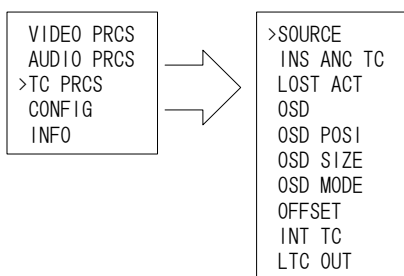 VIDEO PRCS
AUDIO PRCS
>TC PRCS
CONFIG
INFO
>SOURCE
INS ANC TC
LOST ACT
OSD
OSD POSI
OSD SIZE
OSD MODE
OFFSET
INT TC
LTC OUT